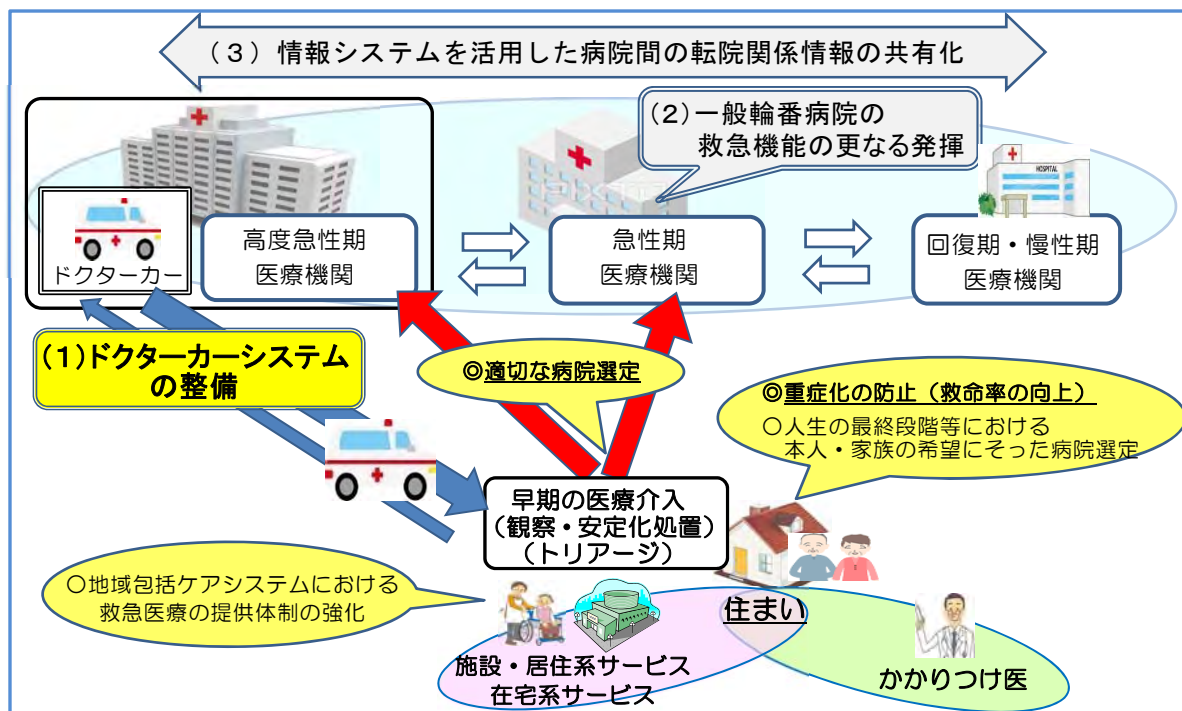 (3)情報システムを活用した病院間の転院関係情報の共有化
(2)一般輪番病院の
救急機能の更なる発揮
HOSPITAL
ドクターカー
高度急性期
医療機関
急性期
医療機関
回復期・慢性期
医療機関
(1)ドクターカーシステム
の整備
◎適切な病院選定
◎重症化の防止(救命率の向上)
○人生の最終段階等における
本人・家族の希望にそった病院選定
早期の医療介入
(観察・安定化処置)
(トリアージ)
○地域包括ケアシステムにおける
救急医療の提供体制の強化
住まい
施設・居住系サービス
在宅系サービス
かかりつけ医